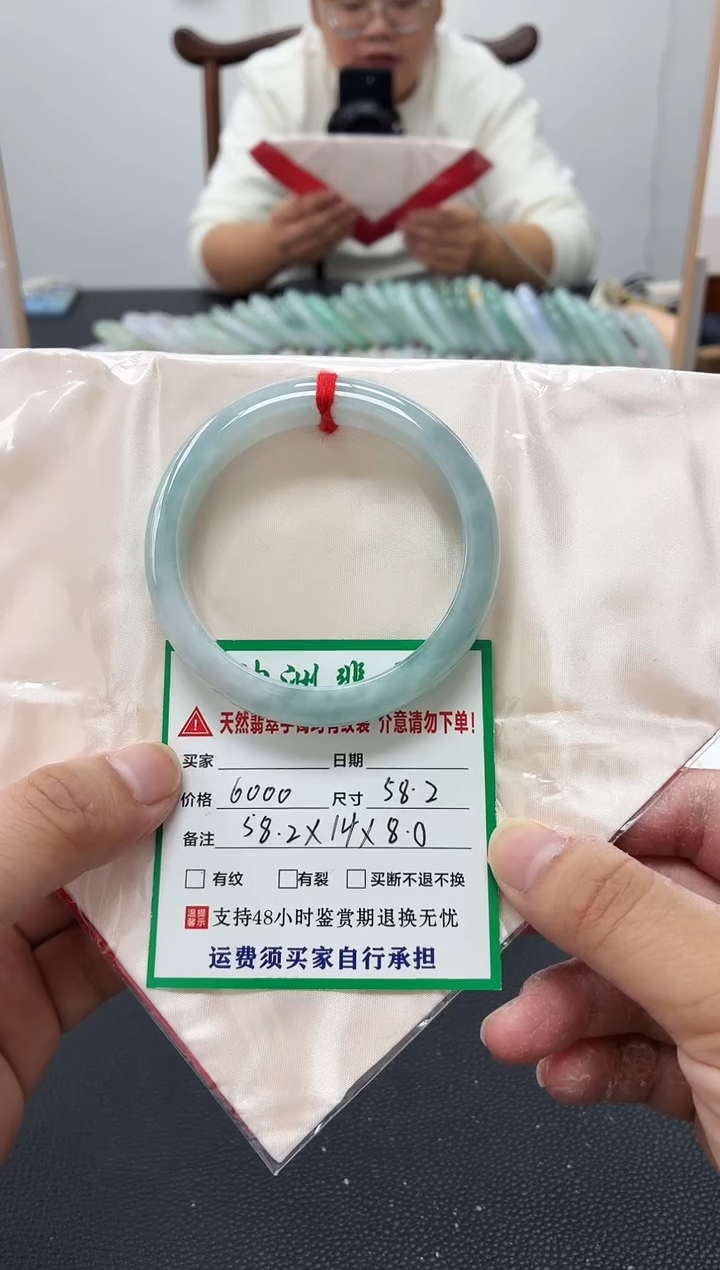 洲
天然翡翠手镯均有纹裂 介意请勿下单!
买家 日期
价格 6000 尺寸 58.2
备注 58.2X14X8.0
有纹 有裂 买断不退不换
温馨提示 支持48小时鉴赏期退换无忧
运费须买家自行承担